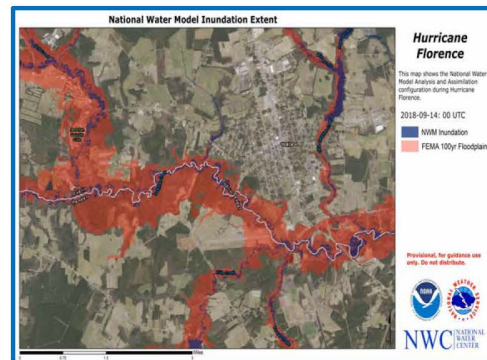 National Water Model Inundation Extent
Hurricane
Florence
This map shows the National Water
Model Analysis and Assimilation
configuration during Hurricane
Florence.
2018-09-14: 00 UTC
NWM Inundation
FEMA 100yr Floodplain
Provisional, for guidance use
only. Do not distribute.
NOAA
NWC
NATIONAL
WATER
CENTER
Miles